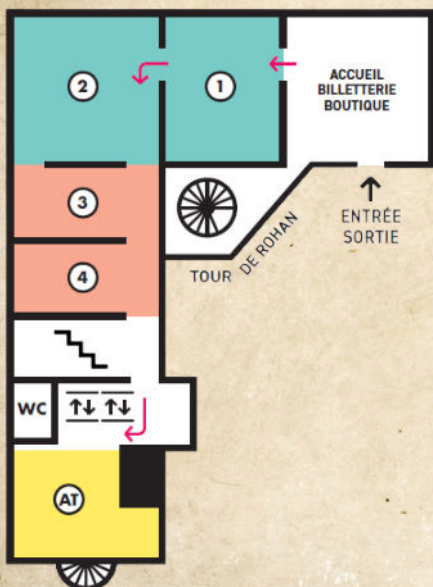 2
1
ACCUEIL
BILLETTERIE
BOUTIQUE
3
ENTRÉE
SORTIE
TOUR DE ROHAN
4
WC
AT